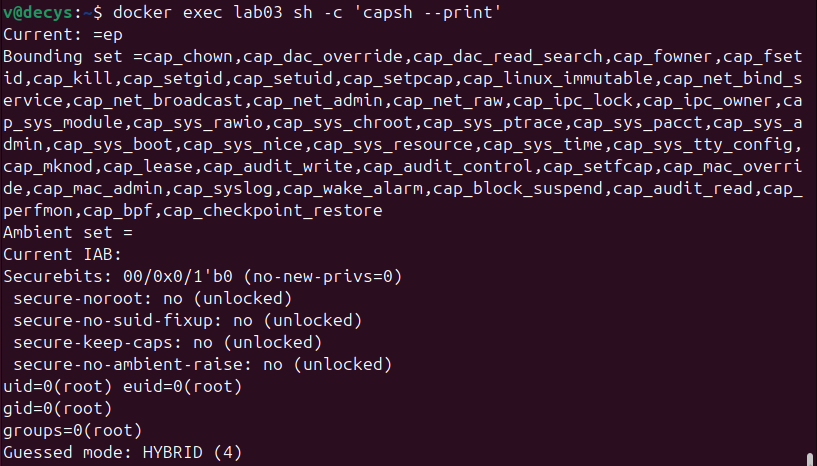 v@decys:~$ docker exec lab03 sh -c 'capsh --print'
Current: =ep
Bounding set =cap_chown,cap_dac_override,cap_dac_read_search,cap_fowner,cap_fset
id,cap_kill,cap_setgid,cap_setuid,cap_setpcap,cap_linux_immutable,cap_net_bind_s
ervice,cap_net_broadcast,cap_net_admin,cap_net_raw,cap_ipc_lock,cap_ipc_owner,ca
p_sys_module,cap_sys_rawio,cap_sys_chroot,cap_sys_ptrace,cap_sys_pacct,cap_sys_a
dmin,cap_sys_boot,cap_sys_nice,cap_sys_resource,cap_sys_time,cap_sys_tty_config,
cap_mknod,cap_lease,cap_audit_write,cap_audit_control,cap_setfcap,cap_mac_overri
de,cap_mac_admin,cap_syslog,cap_wake_alarm,cap_block_suspend,cap_audit_read,cap_
perfmon,cap_bpf,cap_checkpoint_restore
Ambient set =
Current IAB:
Securebits: 00/0x0/1'b0 (no-new-privs=0)
 secure-noroot: no (unlocked)
 secure-no-suid-fixup: no (unlocked)
 secure-keep-caps: no (unlocked)
 secure-no-ambient-raise: no (unlocked)
uid=0(root) euid=0(root)
gid=0(root)
groups=0(root)
Guessed mode: HYBRID (4)